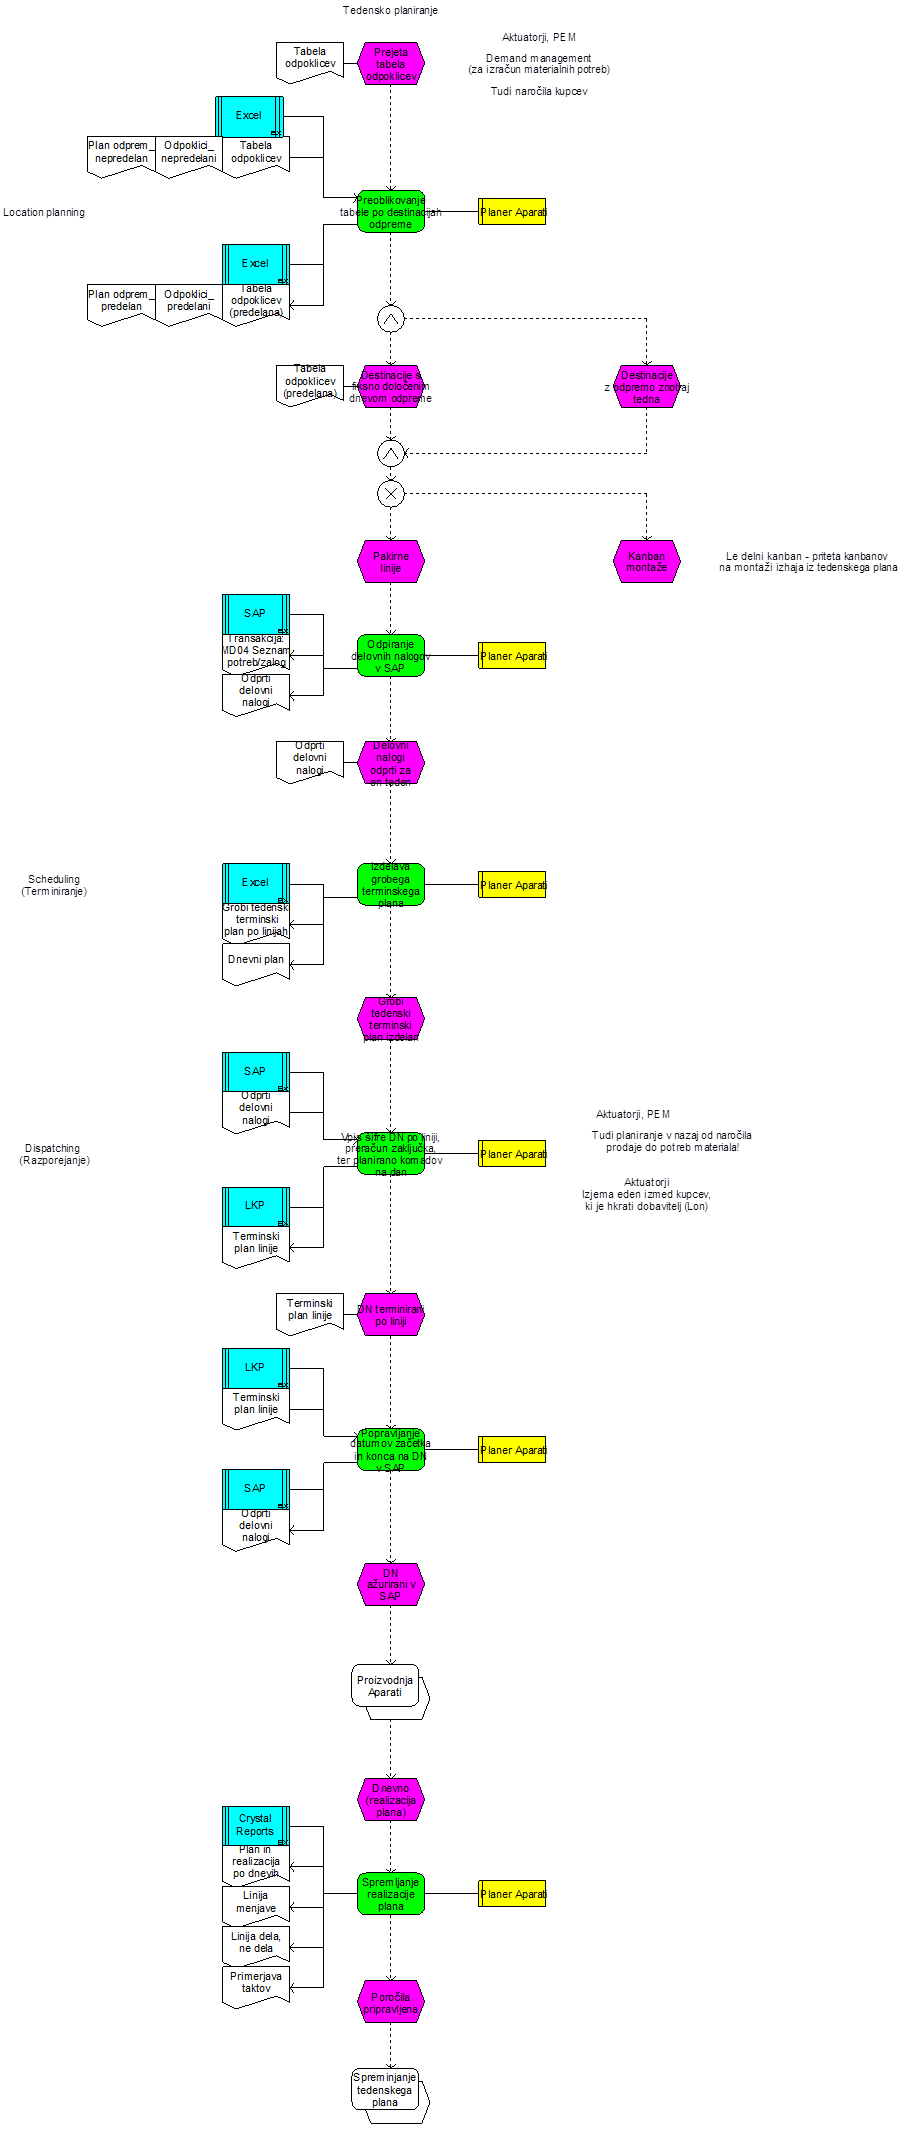 Tedensko planiranje
Aktuatorji, PEM
Demand management
(za izračun materialnih potreb)
Tudi naročila kupcev
Tabela
odpoklicev
Prejeta
tabela
odpoklicev
Excel
Plan odprem_
nepredelan
Odpoklici_
nepredelani
Tabela
odpoklicev
Location planning
Preoblikovanje
tabele po destinacijah
odpreme
Planer Aparati
Excel
Plan odprem_
predelan
Odpoklici_
predelani
Tabela
odpoklicev
(predelana)
Tabela
odpoklicev
(predelana)
Destinacije s
fiksno določenim
dnevom odpreme
Destinacije
z odpremo znotraj
tedna
Pakirne
linije
Kanban
montaže
Le delni kanban - priteta kanbanov
na montaži izhaja iz tedenskega plana
SAP
Transakcija:
MD04 Seznam
potreb/zalog
Odprti
delovni
nalogi
Odpiranje
delovnih nalogov
v SAP
Planer Aparati
Odprti
delovni
nalogi
Delovni
nalogi
odprti za
en teden
Scheduling
(Terminiranje)
Excel
Grobi tedenski
terminski
plan po linijah
Dnevni plan
Izdelava
grobega
terminskega
plana
Planer Aparati
Grobi
tedenski
terminski
plan izdelan
SAP
Odprti
delovni
nalogi
Dispatching
(Razporejanje)
Vpis šifre DN po liniji,
preračun zaključka,
ter planirano komadov
na dan
Planer Aparati
Aktuatorji, PEM
Tudi planiranje v nazaj od naročila
prodaje do potreb materiala!
Aktuatorji
Izjema eden izmed kupcev,
ki je hkrati dobavitelj (Lon)
LKP
Terminski
plan linije
Terminski
plan linije
DN terminirani
po liniji
LKP
Terminski
plan linije
Popravljanje
datumov začetka
in konca na DN
v SAP
Planer Aparati
SAP
Odprti
delovni
nalogi
DN
ažurirani v
SAP
Proizvodnja
Aparati
Dnevno
(realizacija
plana)
Crystal
Reports
Plan in
realizacija
po dnevih
Linija
menjave
Linija dela,
ne dela
Primerjava
taktov
Spremljanje
realizacije
plana
Planer Aparati
Poročila
pripravljena
Spreminjanje
tedenskega
plana